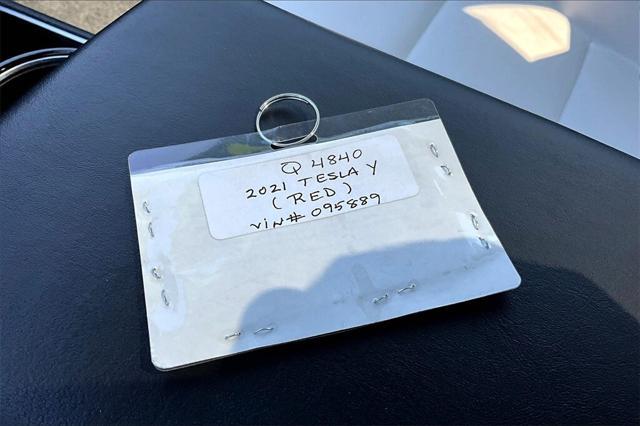 Q 4840
2021 TESLA Y
(RED)
VIN# 095889